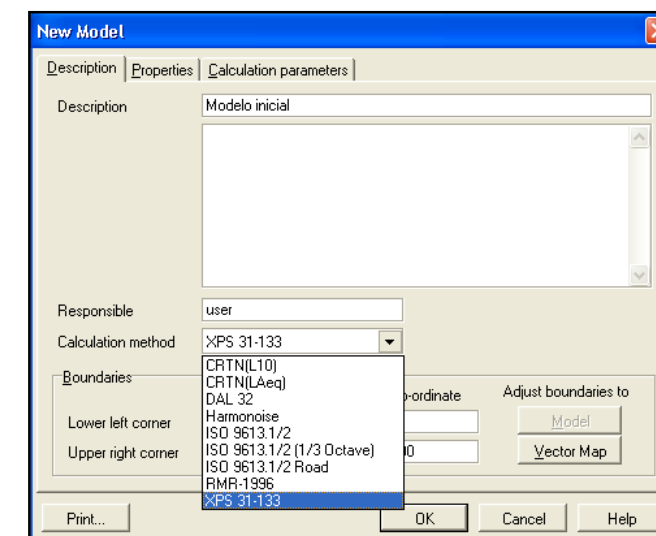 New Model
Description Properties Calculation parameters
Description Modelo inicial
Responsible user
Calculation method XPS 31-133
CRTN(L10)
CRTN(LAeq)
DAL 32
Harmonoise
ISO 9613.1/2
ISO 9613.1/2 (1/3 Octave)
ISO 9613.1/2 Road
RMR-1996
XPS 31-133
Boundaries
Adjust boundaries to
Lower left corner Model
Upper right corner Vector Map
Print... OK Cancel Help